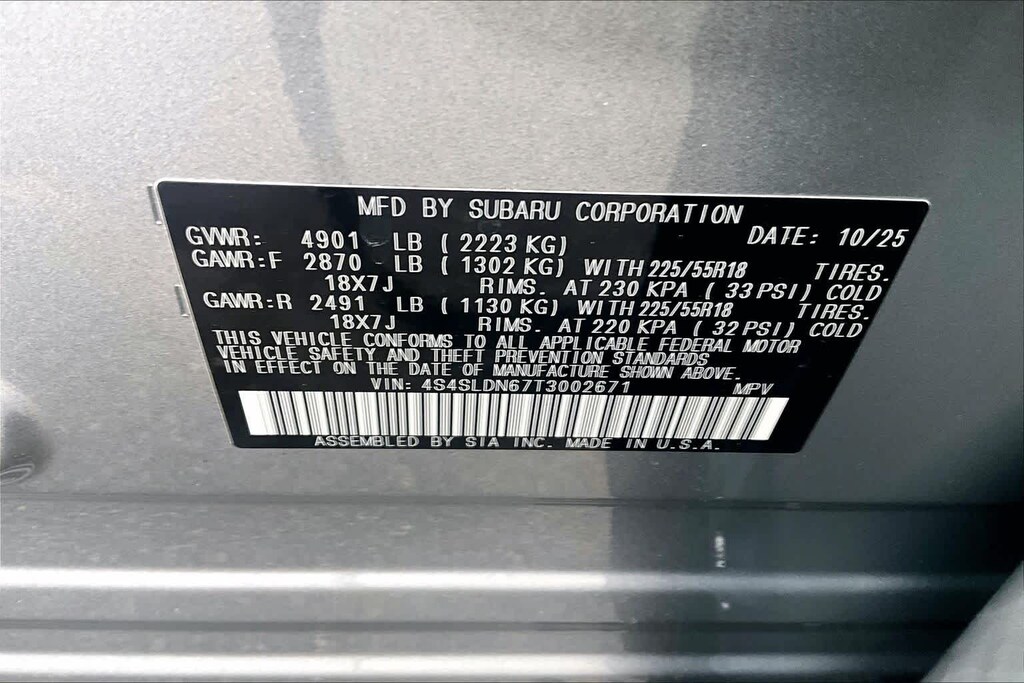 MFD BY SUBARU CORPORATION
GVWR: 4901 LB ( 2223 KG) DATE: 10/25
GAWR:F 2870 LB ( 1302 KG) WITH 225/55R18 TIRES.
18X7J RIMS. AT 230 KPA ( 33 PSI) COLD
GAWR:R 2491 LB ( 1130 KG) WITH 225/55R18 TIRES.
18X7J RIMS. AT 220 KPA ( 32 PSI) COLD
THIS VEHICLE CONFORMS TO ALL APPLICABLE FEDERAL MOTOR
VEHICLE SAFETY AND THEFT PREVENTION STANDARDS
IN EFFECT ON THE DATE OF MANUFACTURE SHOWN ABOVE.
VIN: 4S4SLDN67T3002671 MPV
ASSEMBLED BY SIA INC. MADE IN U.S.A.